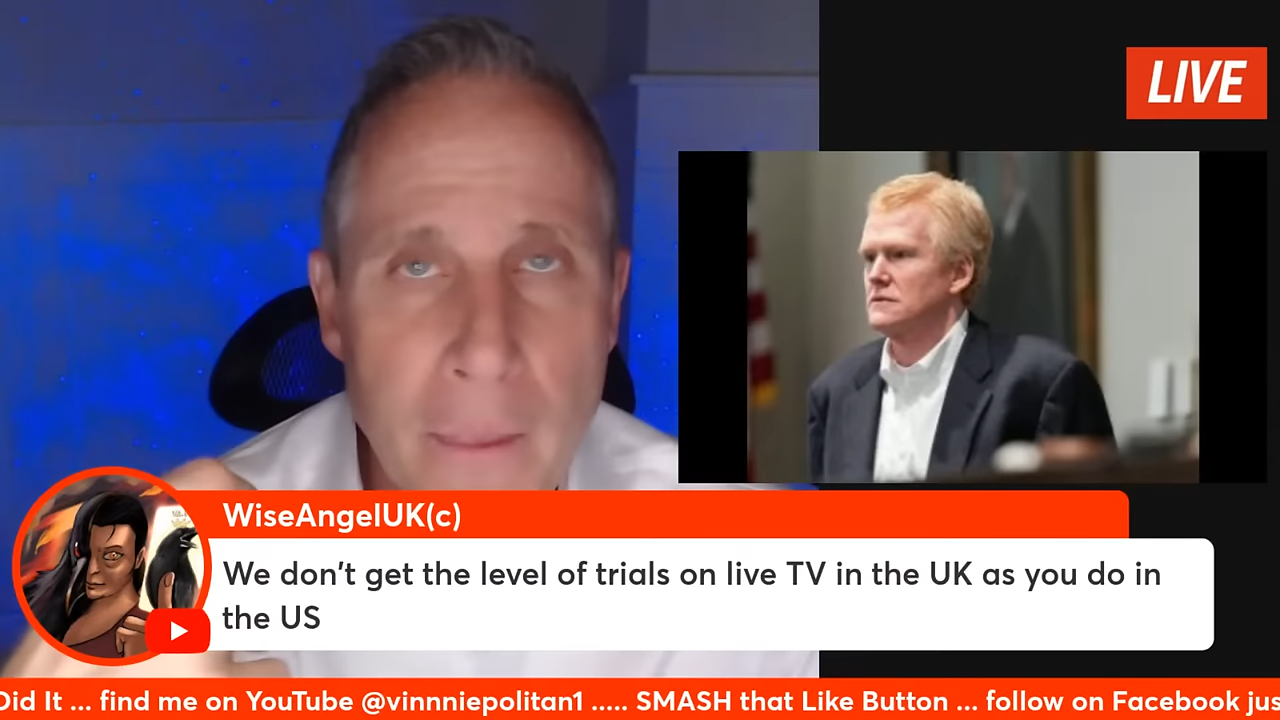 LIVE
WiseAngelUK(c)
We don't get the level of trials on live TV in the UK as you do in
the US
Did It ... find me on YouTube @vinnniepolitan1 ..... SMASH that Like Button ... follow on Facebook jus